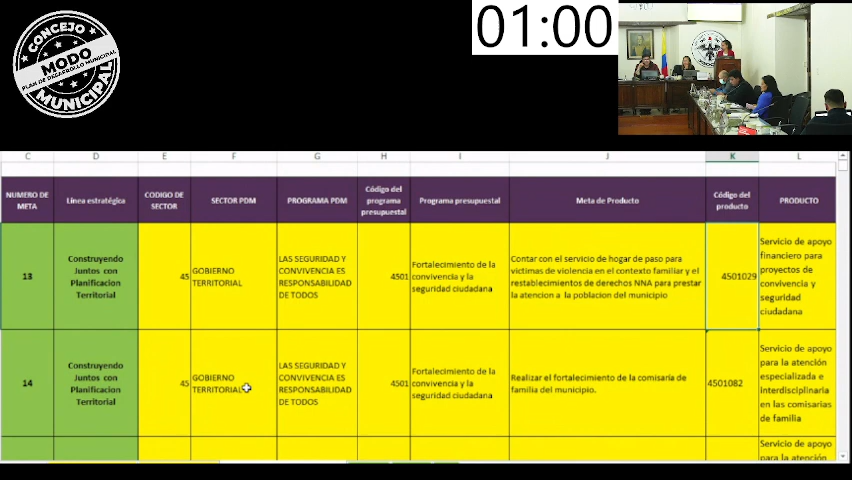 CONCEJO
MODO
PLAN DE DESARROLLO MUNICIPAL
MUNICIPAL
01:00
C D E F G H I J K L
NUMERO DE
META
Línea estratégica
CODIGO DE
SECTOR
SECTOR PDM
PROGRAMA PDM
Código del
programa
presupuestal
Programa presupuestal
Meta de Producto
Código del
producto
PRODUCTO
13
Construyendo
Juntos con
Planificacion
Territorial
45
GOBIERNO
TERRITORIAL
LAS SEGURIDAD Y
CONVIVENCIA ES
RESPONSABILIDAD
DE TODOS
4501
Fortalecimiento de la
convivencia y la
seguridad ciudadana
Contar con el servicio de hogar de paso para
victimas de violencia en el contexto familiar y el
restablecimientos de derechos NNA para prestar
la atencion a la poblacion del municipio
4501029
Servicio de apoyo
financiero para
proyectos de
convivencia y
seguridad
ciudadana
14
Construyendo
Juntos con
Planificacion
Territorial
45
GOBIERNO
TERRITORIAL
LAS SEGURIDAD Y
CONVIVENCIA ES
RESPONSABILIDAD
DE TODOS
4501
Fortalecimiento de la
convivencia y la
seguridad ciudadana
Realizar el fortalecimiento de la comisaría de
familia del municipio.
4501082
Servicio de apoyo
para la atención
especializada e
interdisciplinaria
en las comisarias
de familia
Servicio de apoyo
para la atención